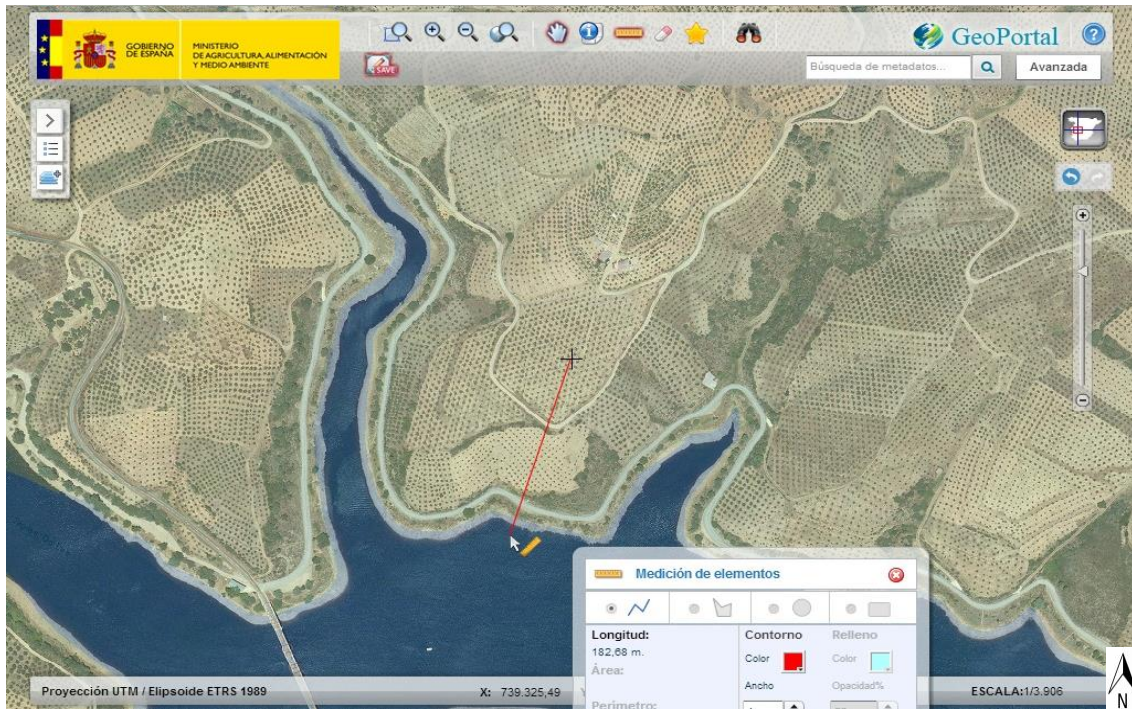 GOBIERNO
DE ESPAÑA
MINISTERIO
DE AGRICULTURA, ALIMENTACIÓN
Y MEDIO AMBIENTE
SAVE
GeoPortal
?
Búsqueda de metadatos...
Avanzada
Medición de elementos
Longitud:
182,68 m.
Área:
Perímetro:
Contorno
Color
Ancho
Relleno
Color
Opacidad%
Proyección UTM / Elipsoide ETRS 1989
X: 739.325,49
ESCALA:1/3.906
N